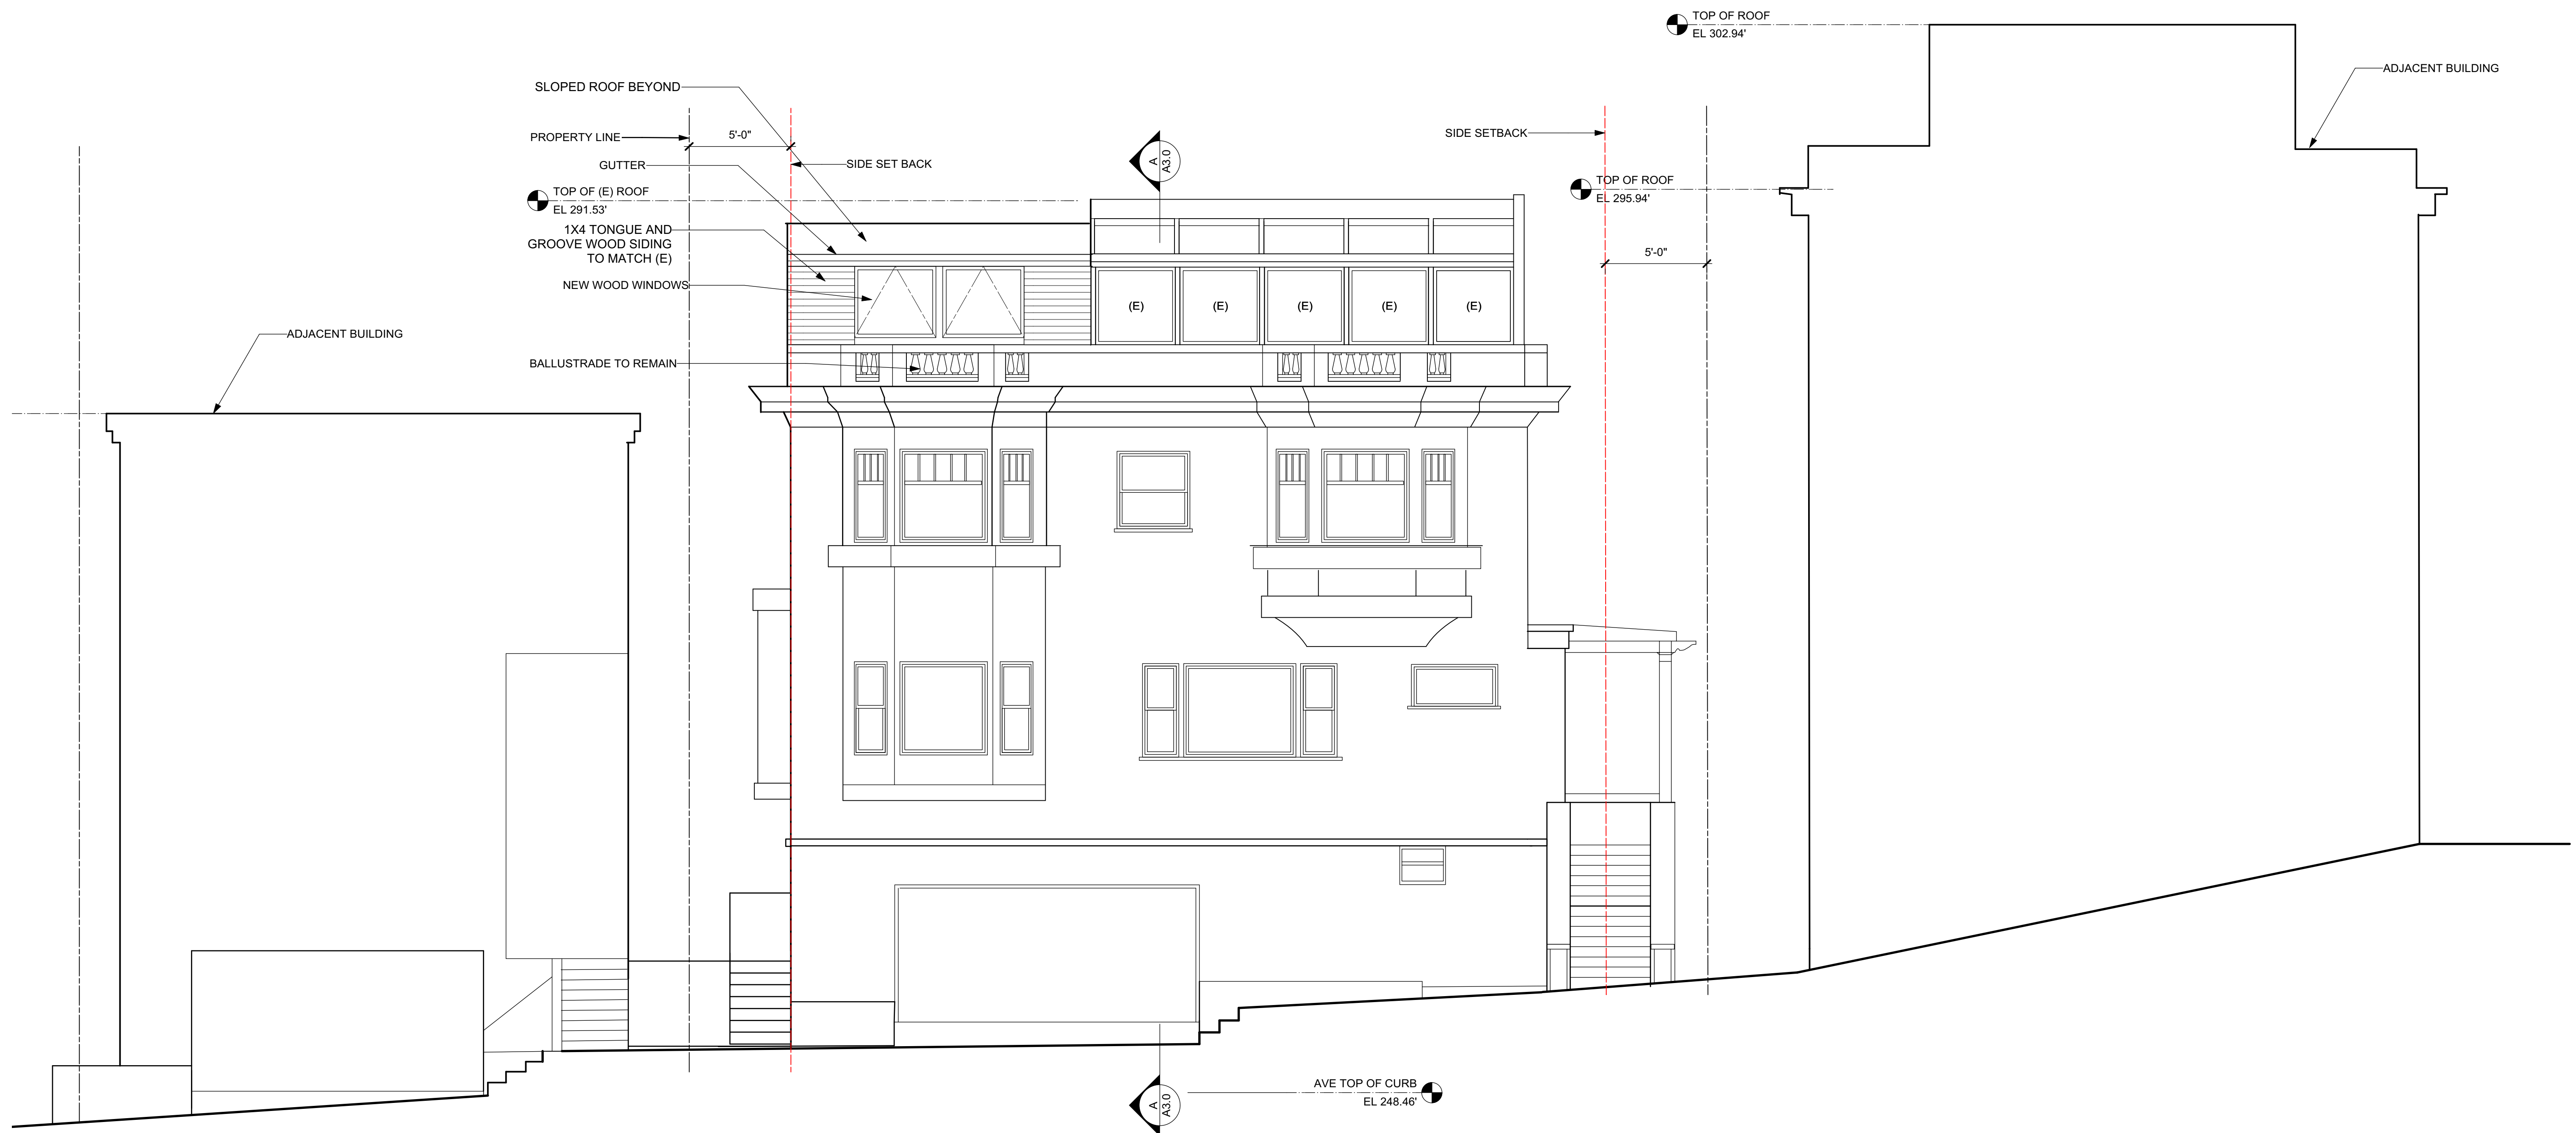 TOP OF ROOF
EL 302.94'
ADJACENT BUILDING
SLOPED ROOF BEYOND
PROPERTY LINE
5'-0"
SIDE SETBACK
GUTTER
SIDE SET BACK
A
A3.0
TOP OF (E) ROOF
EL 291.53'
TOP OF ROOF
EL 295.94'
1X4 TONGUE AND
GROOVE WOOD SIDING
TO MATCH (E)
5'-0"
NEW WOOD WINDOWS
(E)
(E)
(E)
(E)
(E)
ADJACENT BUILDING
BALLUSTRADE TO REMAIN
AVE TOP OF CURB
EL 248.46'
A
A3.0